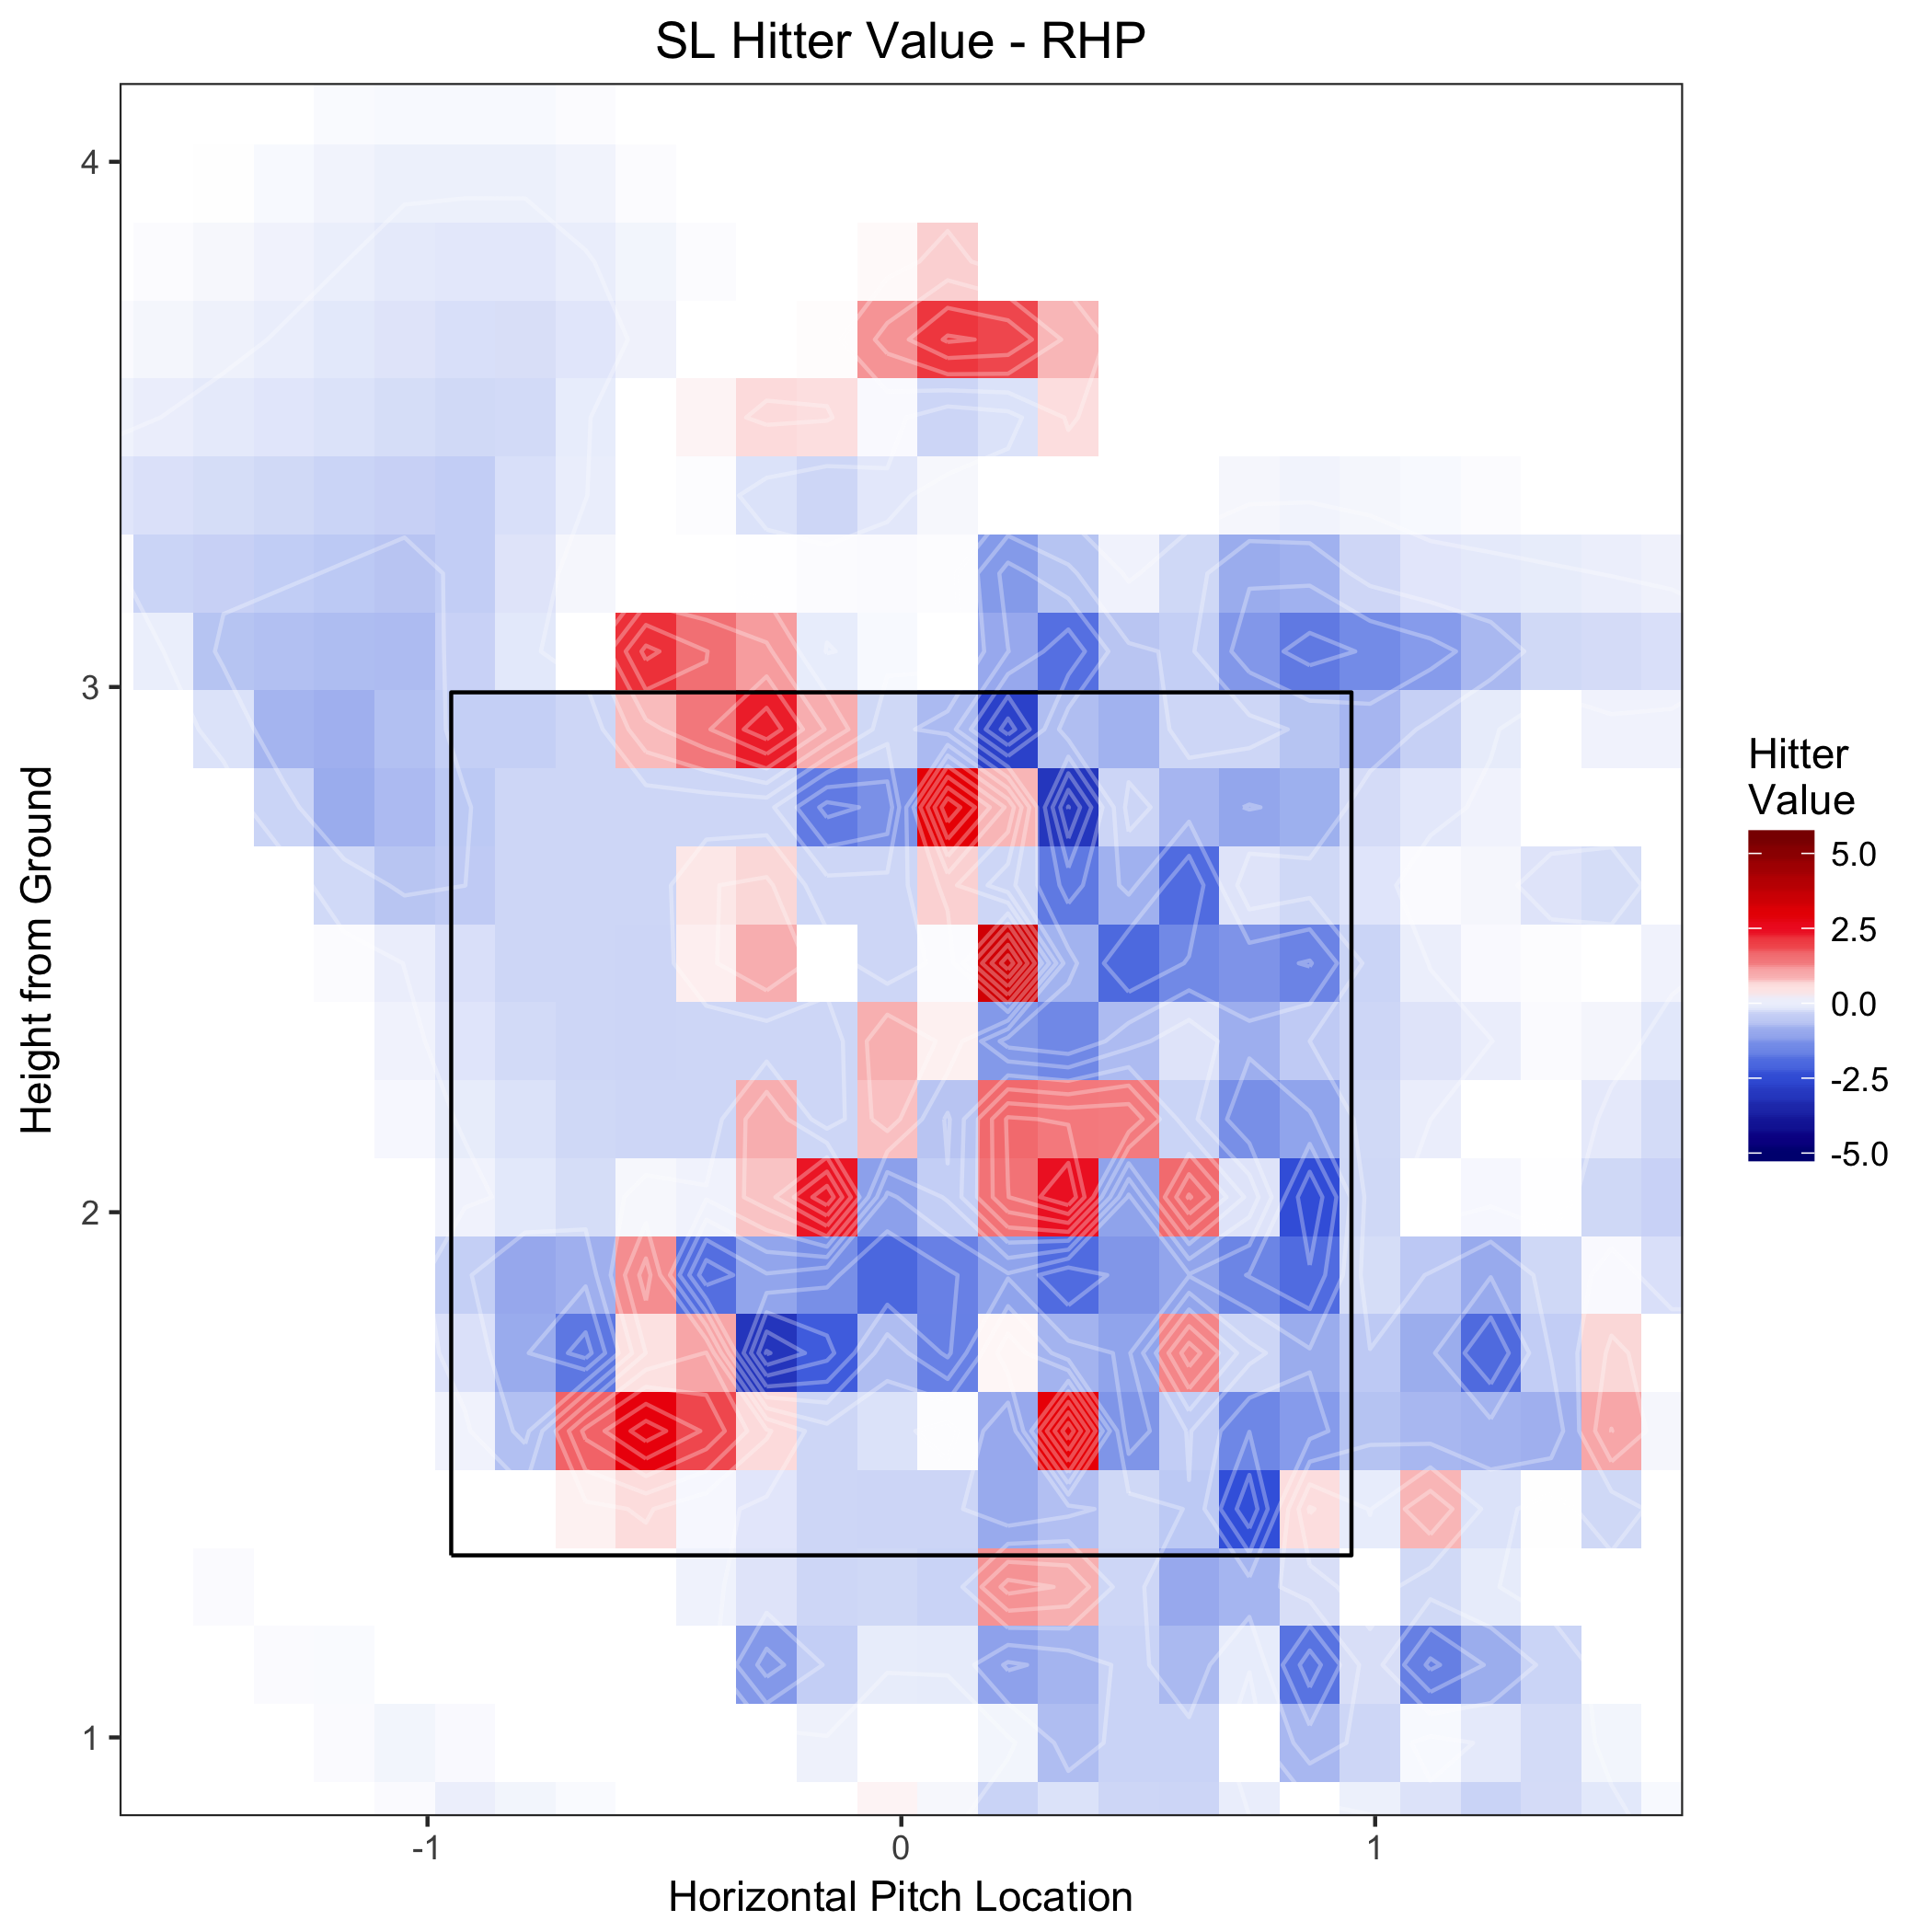 SL Hitter Value - RHP
4
3
2
1
Height from Ground
-1
0
1
Horizontal Pitch Location
Hitter
Value
5.0
2.5
0.0
-2.5
-5.0